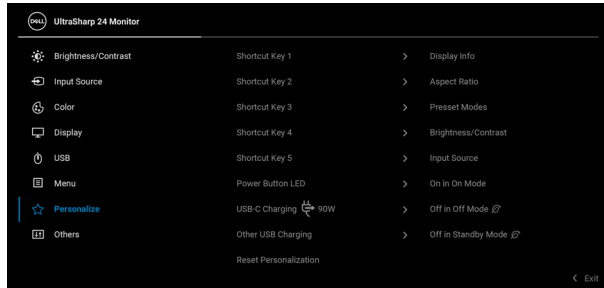 DELL UltraSharp 24 Monitor
Brightness/Contrast Shortcut Key 1 > Display Info
Input Source Shortcut Key 2 > Aspect Ratio
Color Shortcut Key 3 > Presset Modes
Display Shortcut Key 4 > Brightness/Contrast
USB Shortcut Key 5 > Input Source
Menu Power Button LED > On in On Mode
Personalize USB-C Charging 90W > Off in Off Mode
Others Other USB Charging > Off in Standby Mode
Reset Personalization
< Exit